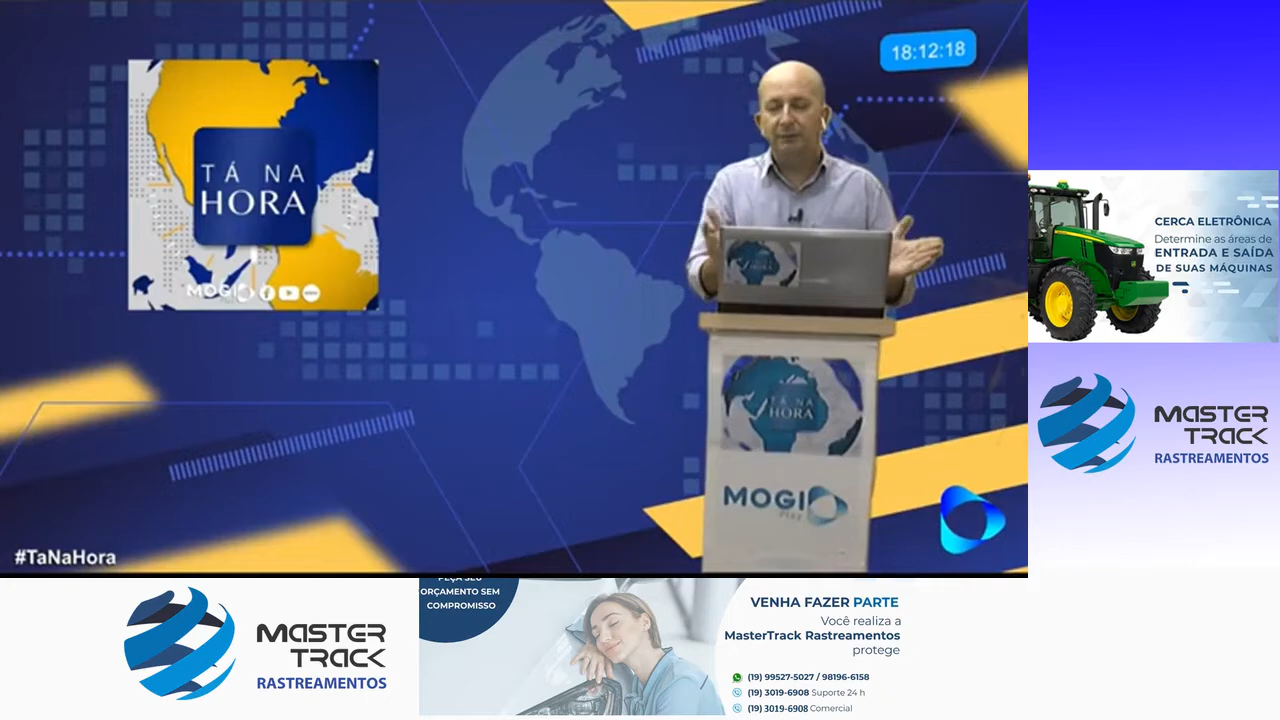 18:12:18
TÁ NA
HORA
MOGI
TÁ NA
HORA
MOGI
Play
#TaNaHora
CERCA ELETRÔNICA
Determine as áreas de
ENTRADA E SAÍDA
DE SUAS MÁQUINAS
MASTER
TRACK
RASTREAMENTOS
MASTER
TRACK
RASTREAMENTOS
PEÇA SEU
ORÇAMENTO SEM
COMPROMISSO
VENHA FAZER PARTE
Você realiza a
MasterTrack Rastreamentos
protege
(19) 99527-5027 / 98196-6158
(19) 3019-6908 Suporte 24 h
(19) 3019-6908 Comercial